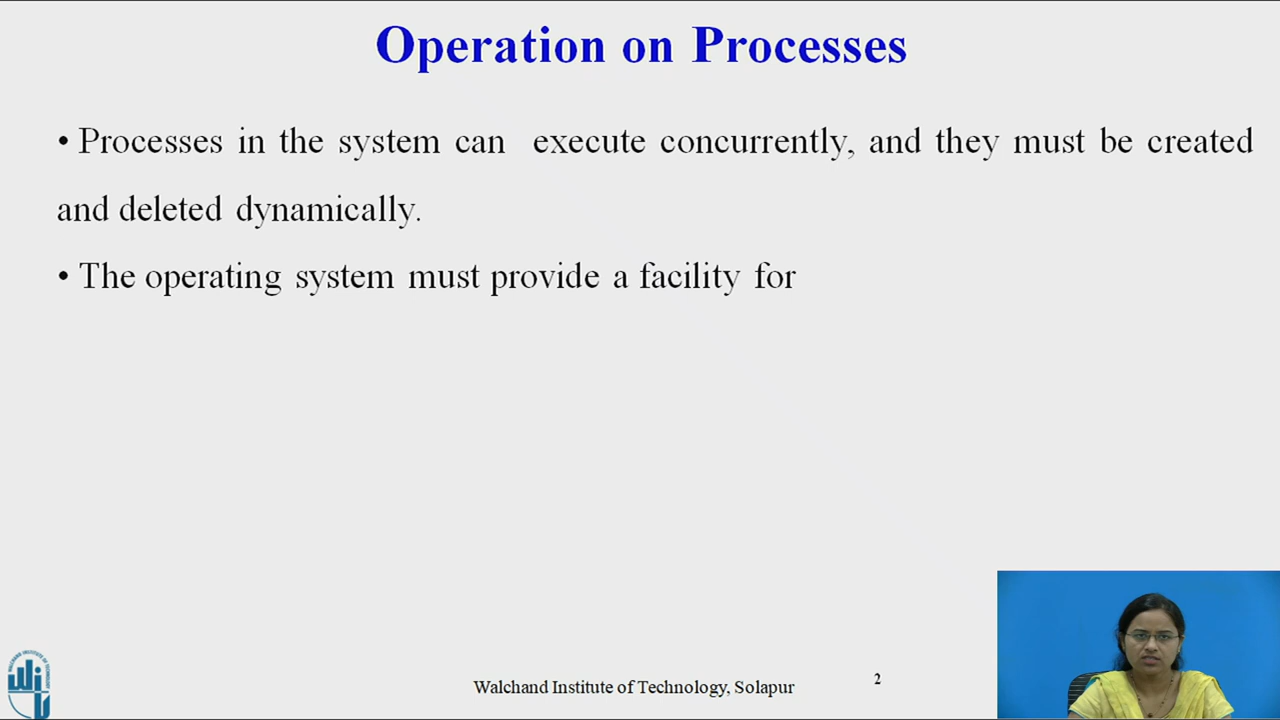 Operation on Processes
• Processes in the system can execute concurrently, and they must be created
and deleted dynamically.
• The operating system must provide a facility for
Walchand Institute of Technology, Solapur
2